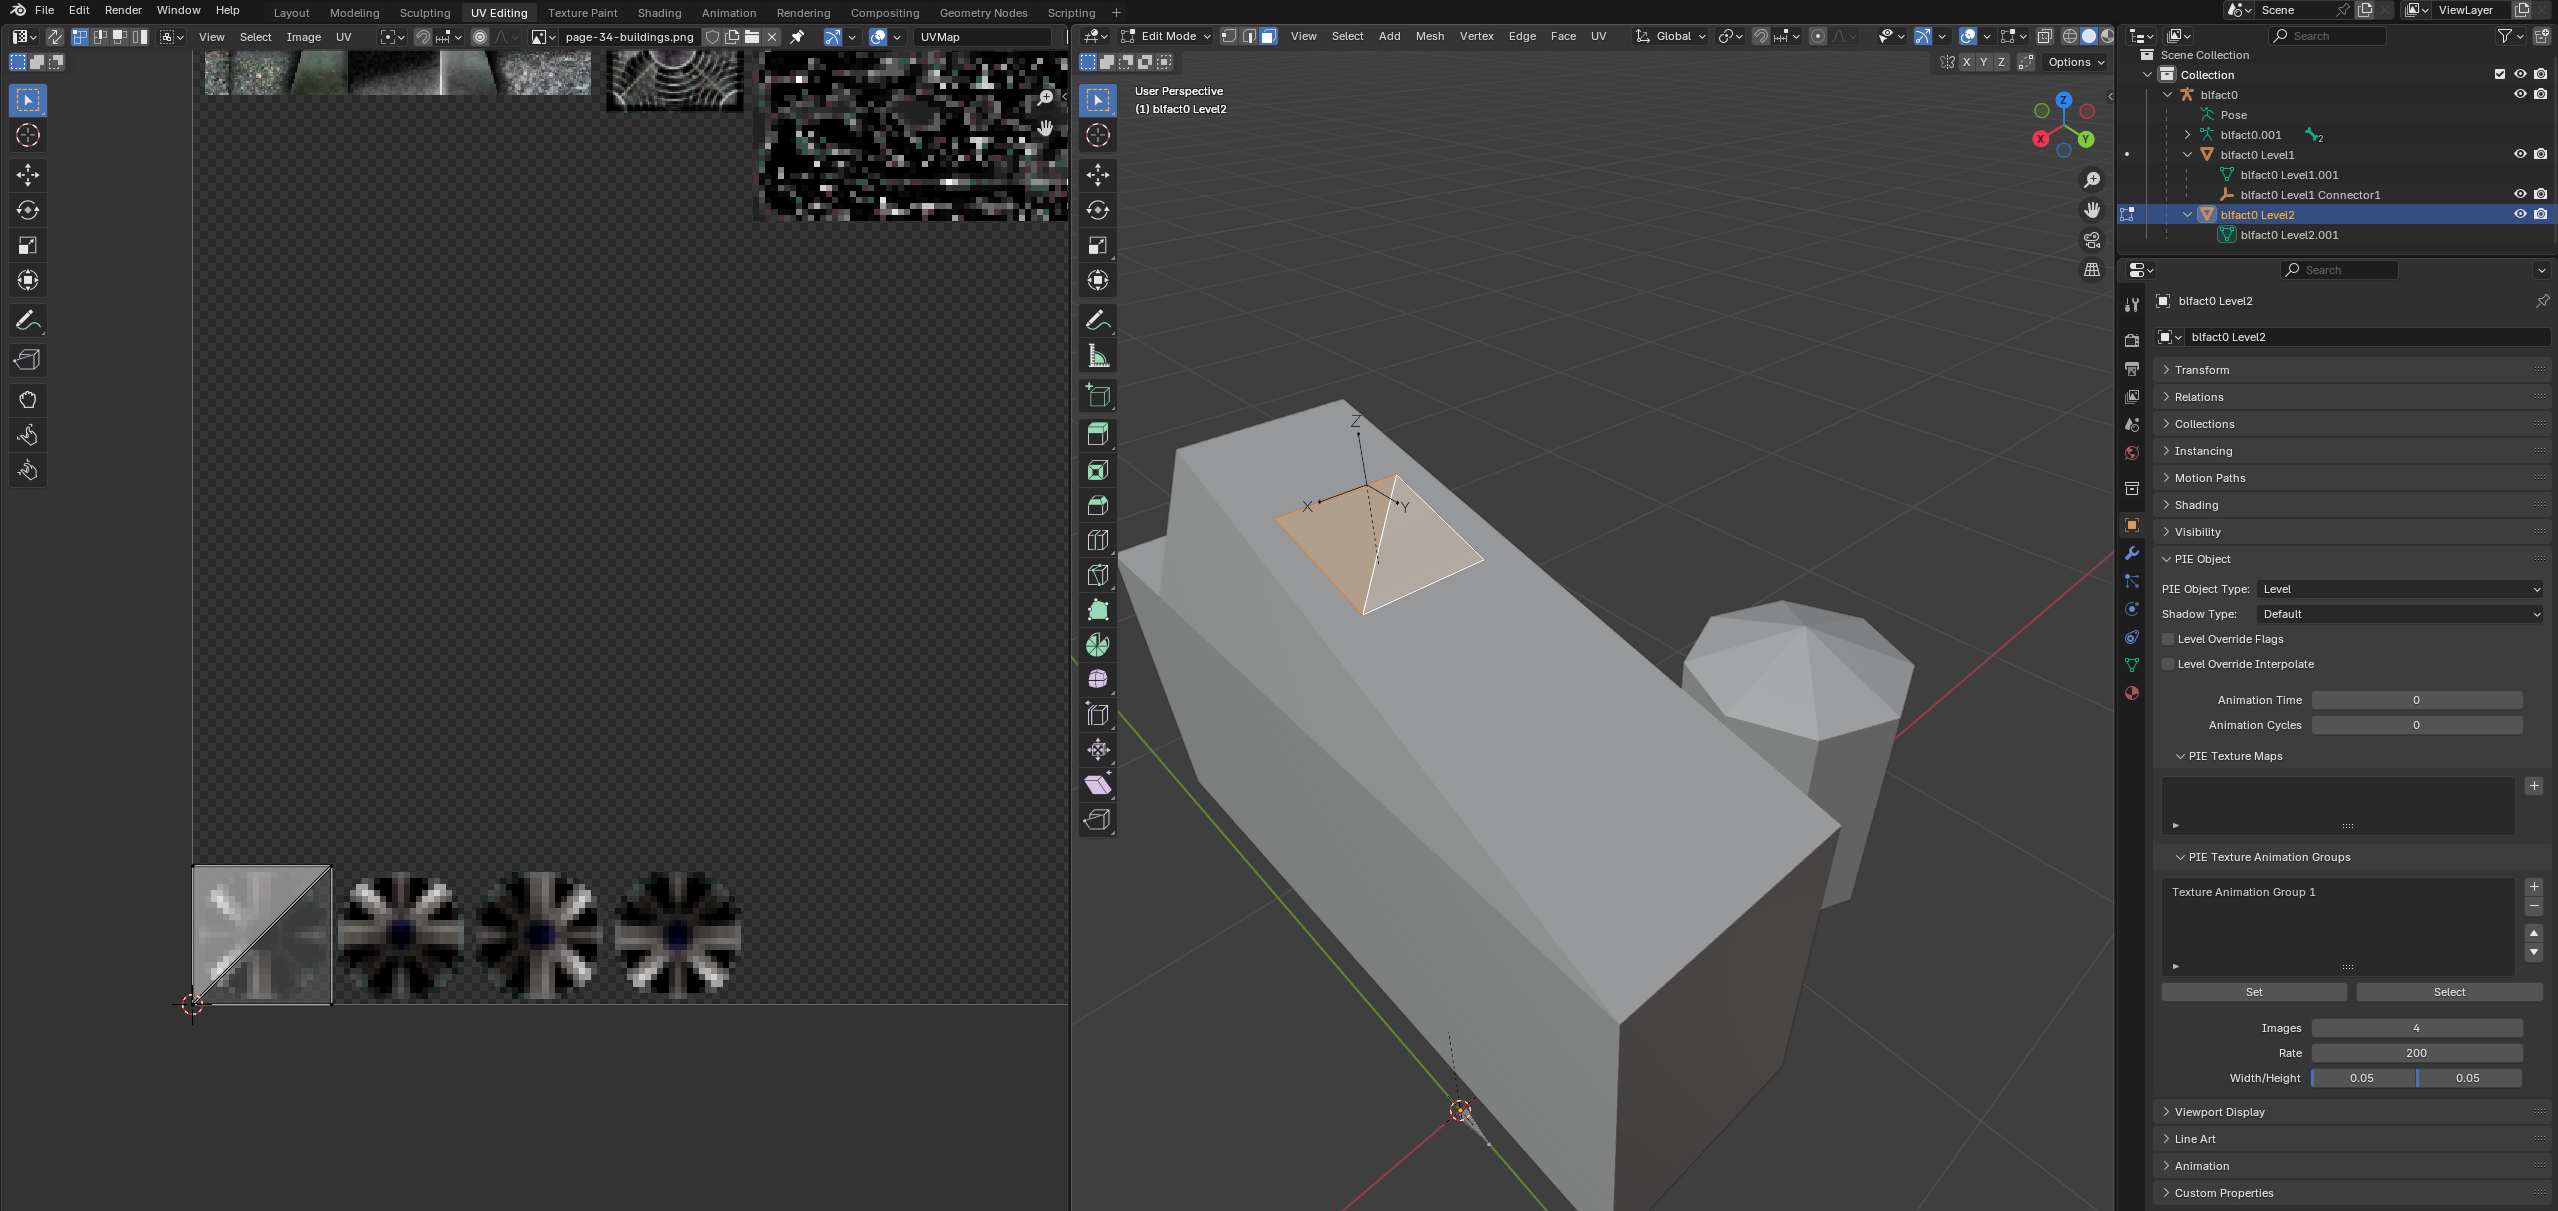 File Edit Render Window Help Layout Modeling Sculpting UV Editing Texture Paint Shading Animation Rendering Compositing Geometry Nodes Scripting + Scene ViewLayer
View Select Image UV page-34-buildings.png UVMap
Edit Mode View Select Add Mesh Vertex Edge Face UV Global Search
X Y Z Options
User Perspective
(1) blfact0 Level2
Z
X
Y
Z
X
Y
Scene Collection
Collection
blfact0
Pose
blfact0.001 2
blfact0 Level1
blfact0 Level1.001
blfact0 Level1 Connector1
blfact0 Level2
blfact0 Level2.001
Search
blfact0 Level2
blfact0 Level2
Transform
Relations
Collections
Instancing
Motion Paths
Shading
Visibility
PIE Object
PIE Object Type: Level
Shadow Type: Default
Level Override Flags
Level Override Interpolate
Animation Time 0
Animation Cycles 0
PIE Texture Maps
PIE Texture Animation Groups
Texture Animation Group 1
Set Select
Images 4
Rate 200
Width/Height 0.05 0.05
Viewport Display
Line Art
Animation
Custom Properties